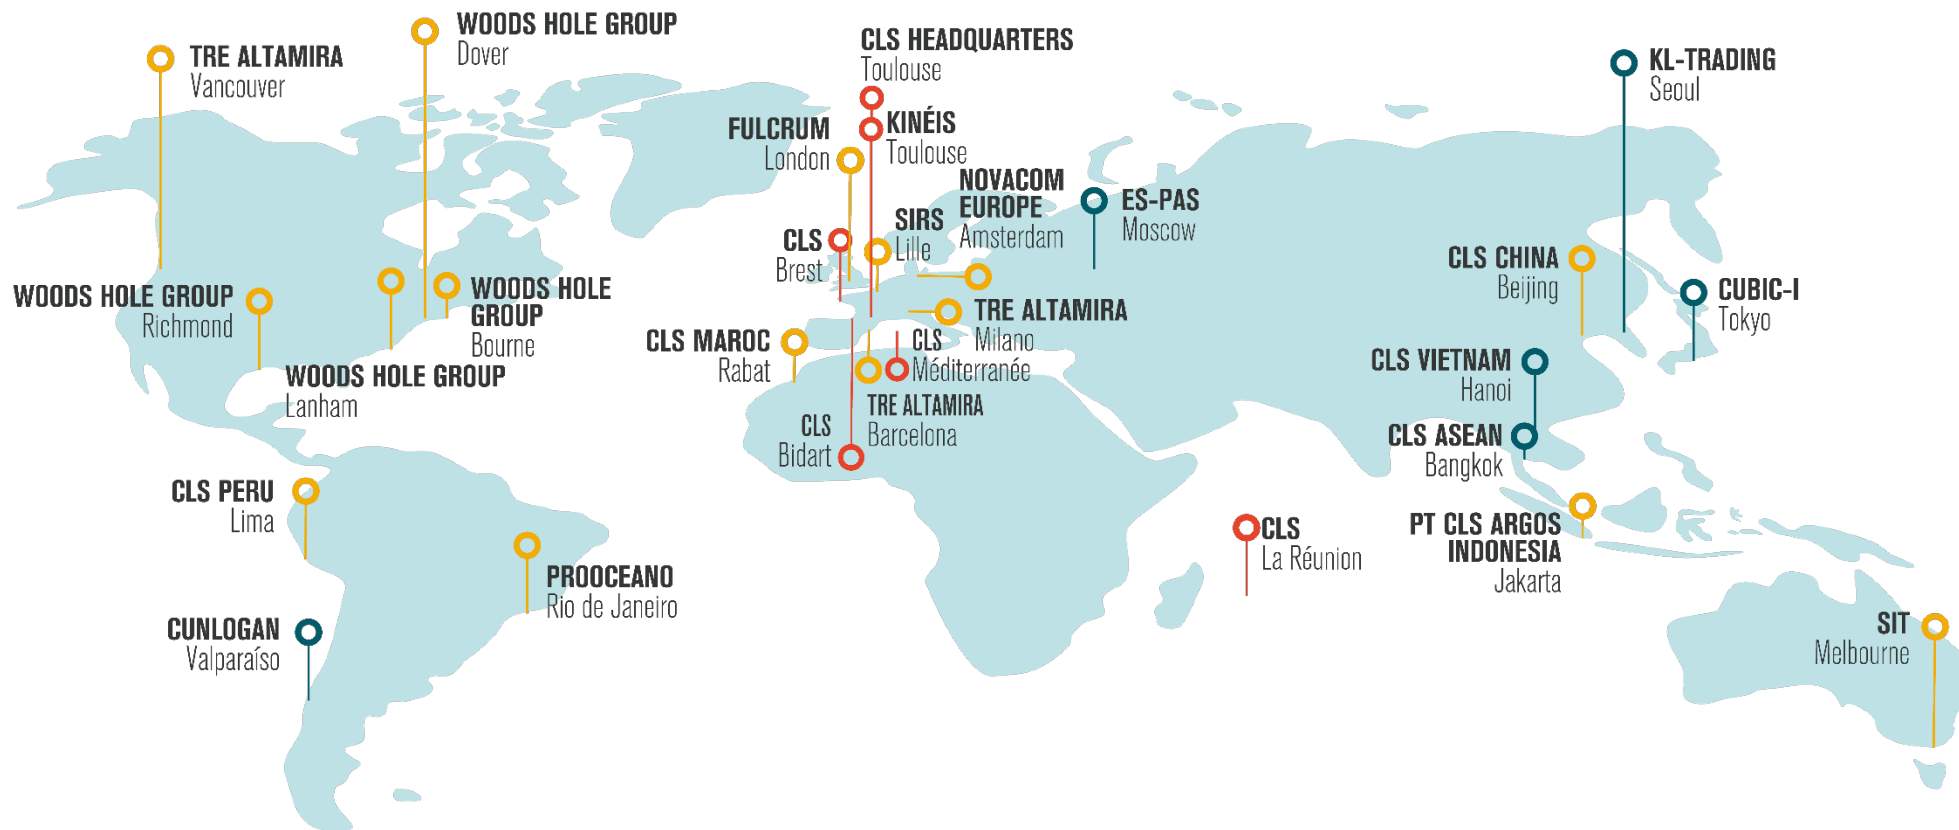 WOODS HOLE GROUP
Dover
TRE ALTAMIRA
Vancouver
CLS HEADQUARTERS
Toulouse
KL-TRADING
Seoul
FULCRUM
London
KINÉIS
Toulouse
NOVACOM
EUROPE
Amsterdam
ES-PAS
Moscow
SIRS
Lille
CLS
Brest
CLS CHINA
Beijing
WOODS HOLE GROUP
Richmond
WOODS HOLE
GROUP
Bourne
CUBIC-I
Tokyo
TRE ALTAMIRA
Milano
CLS MAROC
Rabat
CLS
Méditerranée
CLS VIETNAM
Hanoi
WOODS HOLE GROUP
Lanham
TRE ALTAMIRA
Barcelona
CLS
Bidart
CLS ASEAN
Bangkok
CLS PERU
Lima
PT CLS ARGOS
INDONESIA
Jakarta
CLS
La Réunion
PROOCEANO
Rio de Janeiro
CUNLOGAN
Valparaíso
SIT
Melbourne